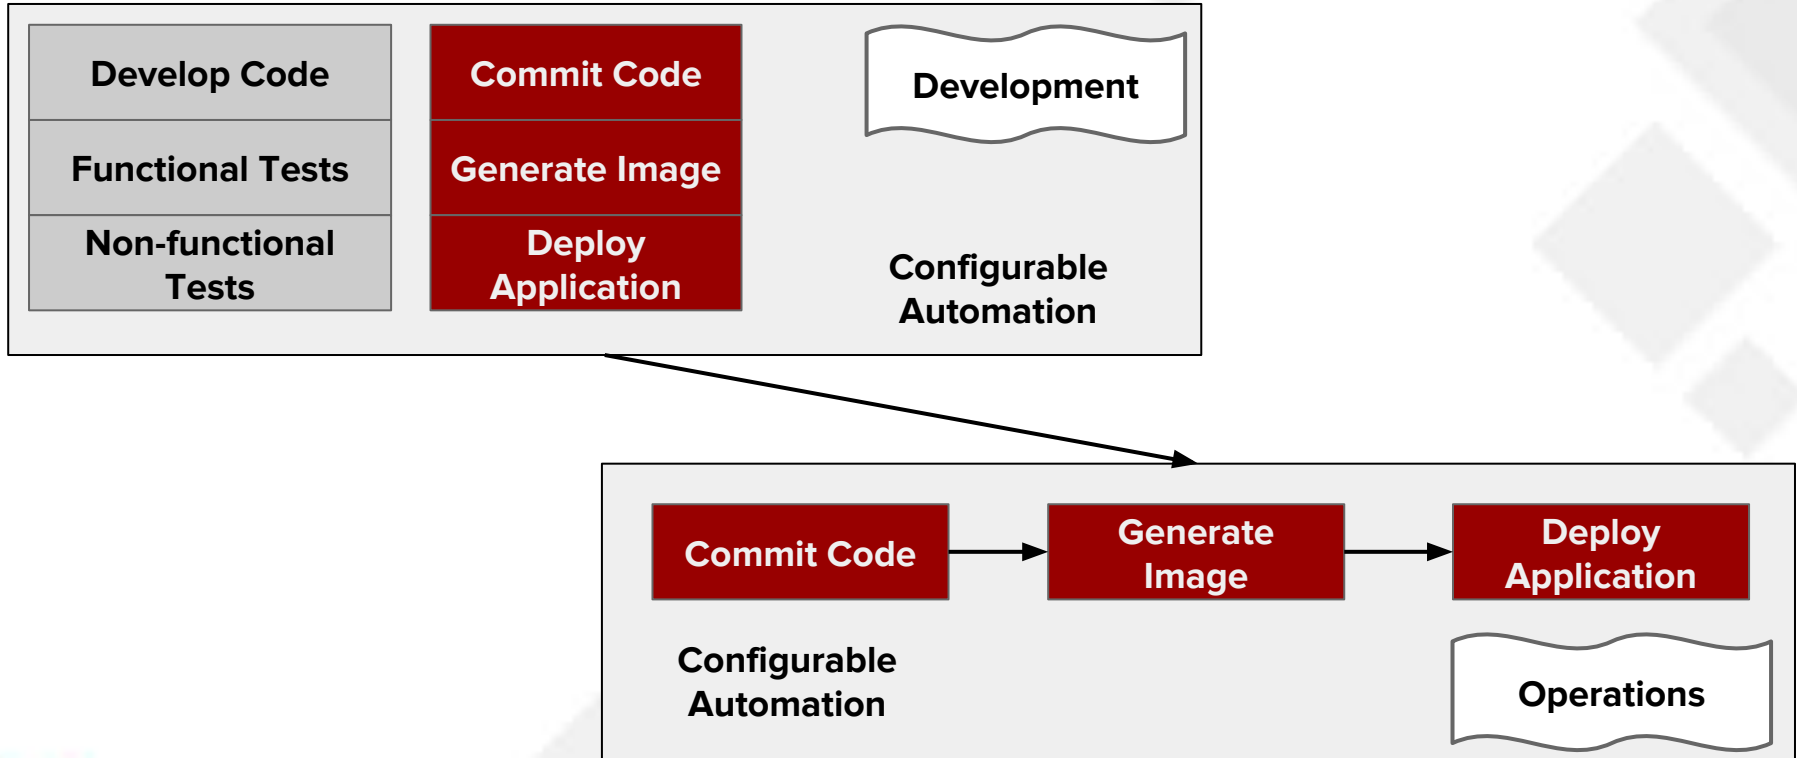 Develop Code
Functional Tests
Non-functional
Tests
Commit Code
Generate Image
Deploy
Application
Development
Configurable
Automation
Commit Code
Generate
Image
Deploy
Application
Configurable
Automation
Operations